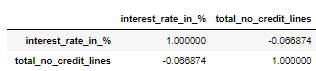 interest_rate_in_% total_no_credit_lines
interest_rate_in_% 1.000000 -0.066874
total_no_credit_lines -0.066874 1.000000